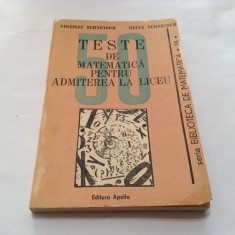 VIRGILIU SCHNEIDER DELIA SCHNEIDER
50
TESTE
DE
MATEMATICĂ
PENTRU
ADMITEREA LA LICEU
Editura Apollo
seria BIBLIOTECA DE MATEMATICĂ